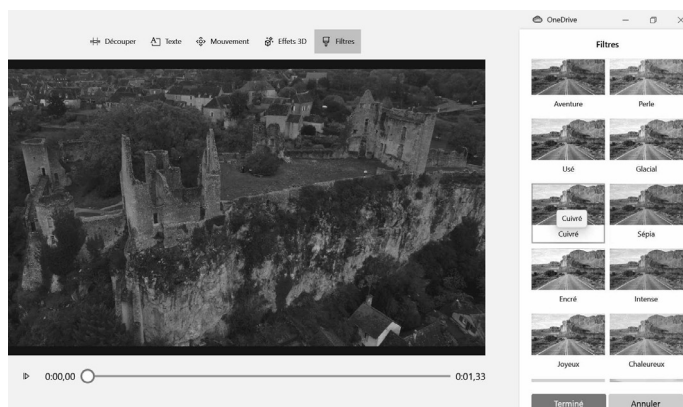 OneDrive
Découper Texte Mouvement Effets 3D Filtres
Filtres
Aventure Perle
Usé Glacial
Cuivré
Cuivré Sépia
Encré Intense
Joyeux Chaleureux
0:00,00 0:01,33
Terminé Annuler